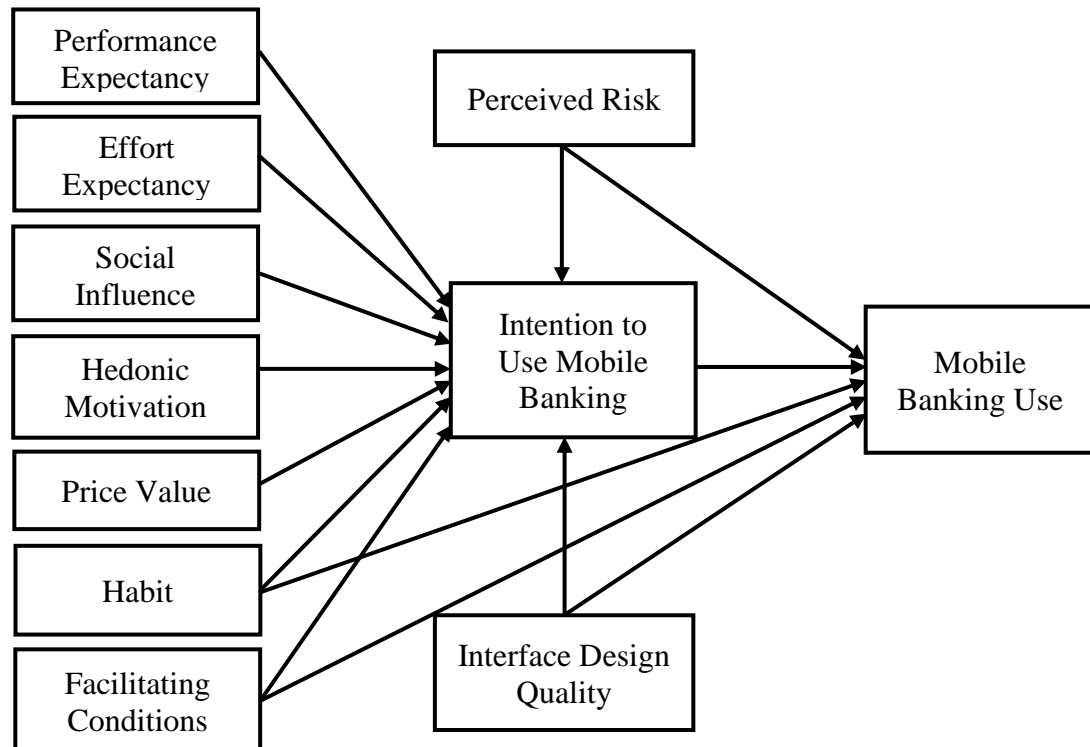 Performance
Expectancy
Effort
Expectancy
Social
Influence
Hedonic
Motivation
Price Value
Habit
Facilitating
Conditions
Perceived Risk
Intention to
Use Mobile
Banking
Interface Design
Quality
Mobile
Banking Use